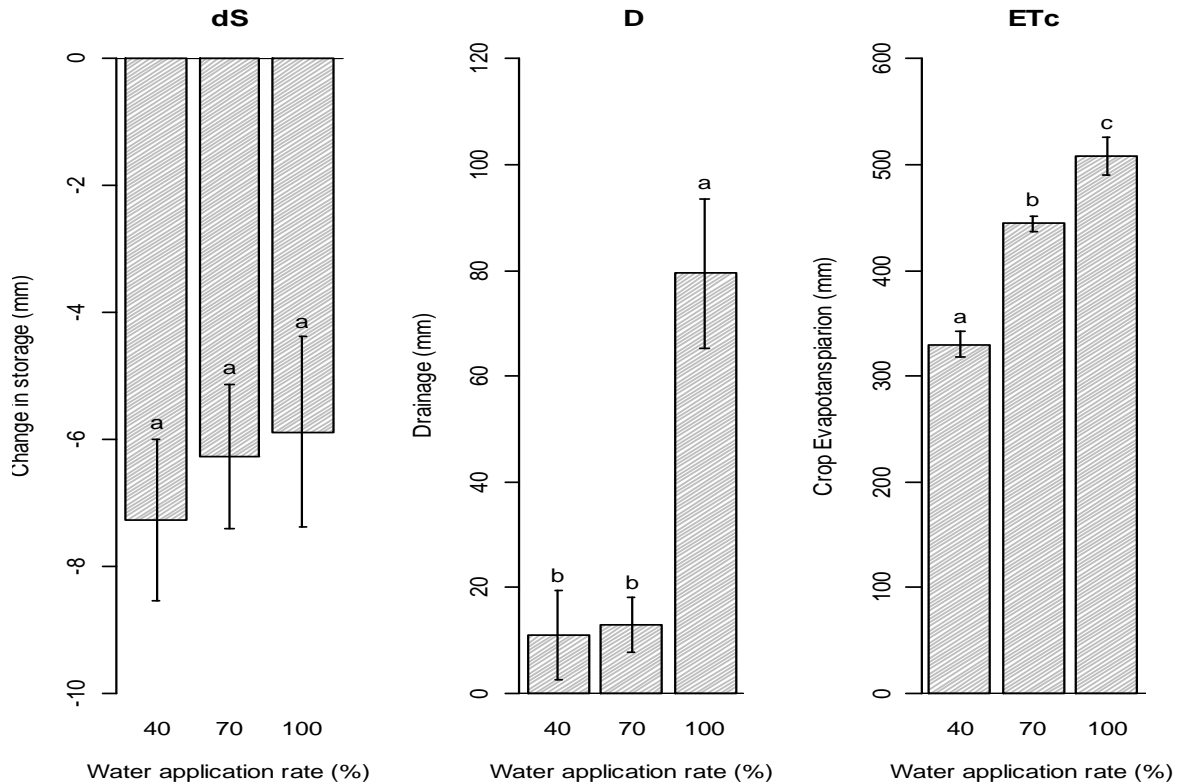 dS
Change in storage (mm)
0
-2
-4
-6
-8
-10
a
a
a
40 70 100
Water application rate (%)
D
Drainage (mm)
120
100
80
60
40
20
0
b
b
a
40 70 100
Water application rate (%)
ETc
Crop Evapotanspiarion (mm)
600
500
400
300
200
100
0
a
b
c
40 70 100
Water application rate (%)